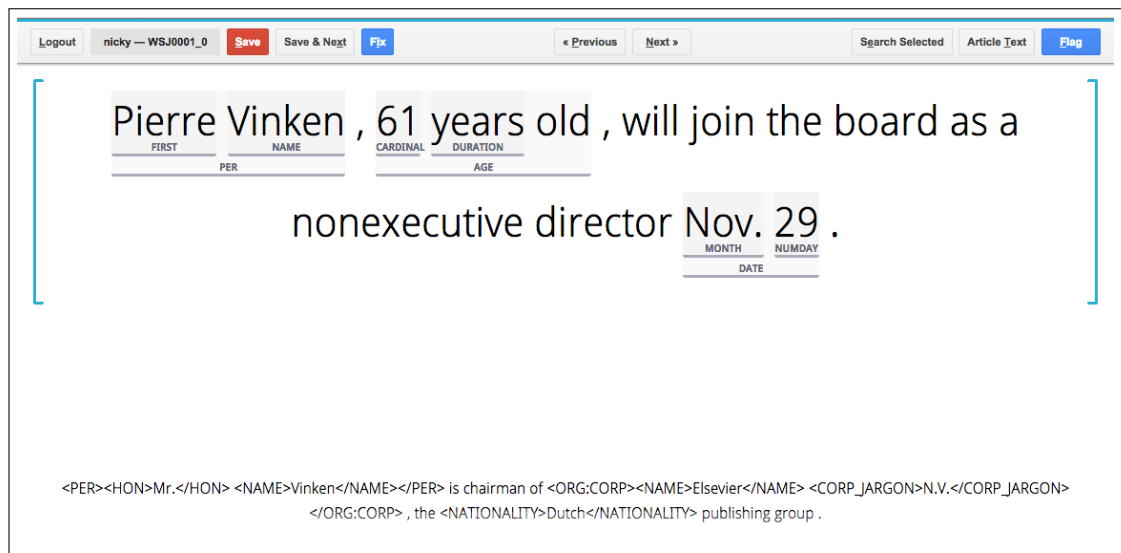 Logout nicky — WSJ0001_0 Save Save & Next Fix « Previous Next » Search Selected Article Text Flag
Pierre Vinken , 61 years old , will join the board as a
FIRST NAME CARDINAL DURATION
PER AGE
nonexecutive director Nov. 29 .
MONTH NUMDAY
DATE
<PER><HON>Mr.</HON> <NAME>Vinken</NAME></PER> is chairman of <ORG:CORP><NAME>Elsevier</NAME> <CORP_JARGON>N.V.</CORP_JARGON>
</ORG:CORP> , the <NATIONALITY>Dutch</NATIONALITY> publishing group .